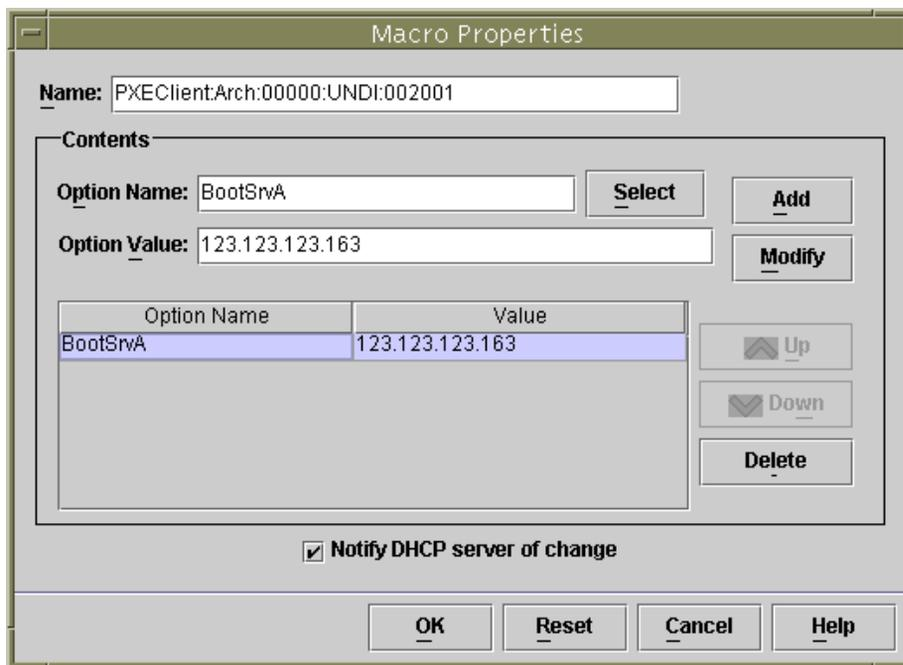 Macro Properties
Name: PXEClient:Arch:00000:UNDI:002001
Contents
Option Name: BootSrvA Select Add
Option Value: 123.123.123.163 Modify
Option Name Value
BootSrvA 123.123.123.163
Up
Down
Delete
Notify DHCP server of change
OK Reset Cancel Help